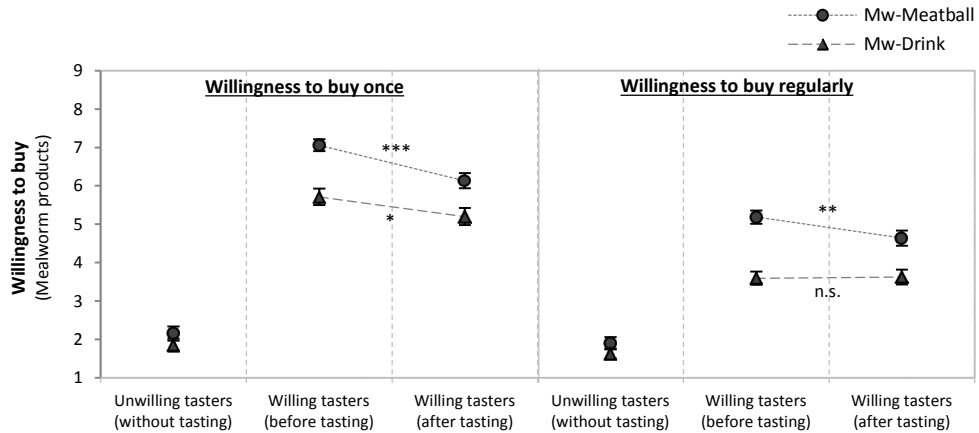 Mw-Meatball
Mw-Drink
Willingness to buy once
Willingness to buy regularly
Willingness to buy
(Mealworm products)
9
8
7
6
5
4
3
2
1
***
*
**
n.s.
Unwilling tasters
(without tasting)
Willing tasters
(before tasting)
Willing tasters
(after tasting)
Unwilling tasters
(without tasting)
Willing tasters
(before tasting)
Willing tasters
(after tasting)